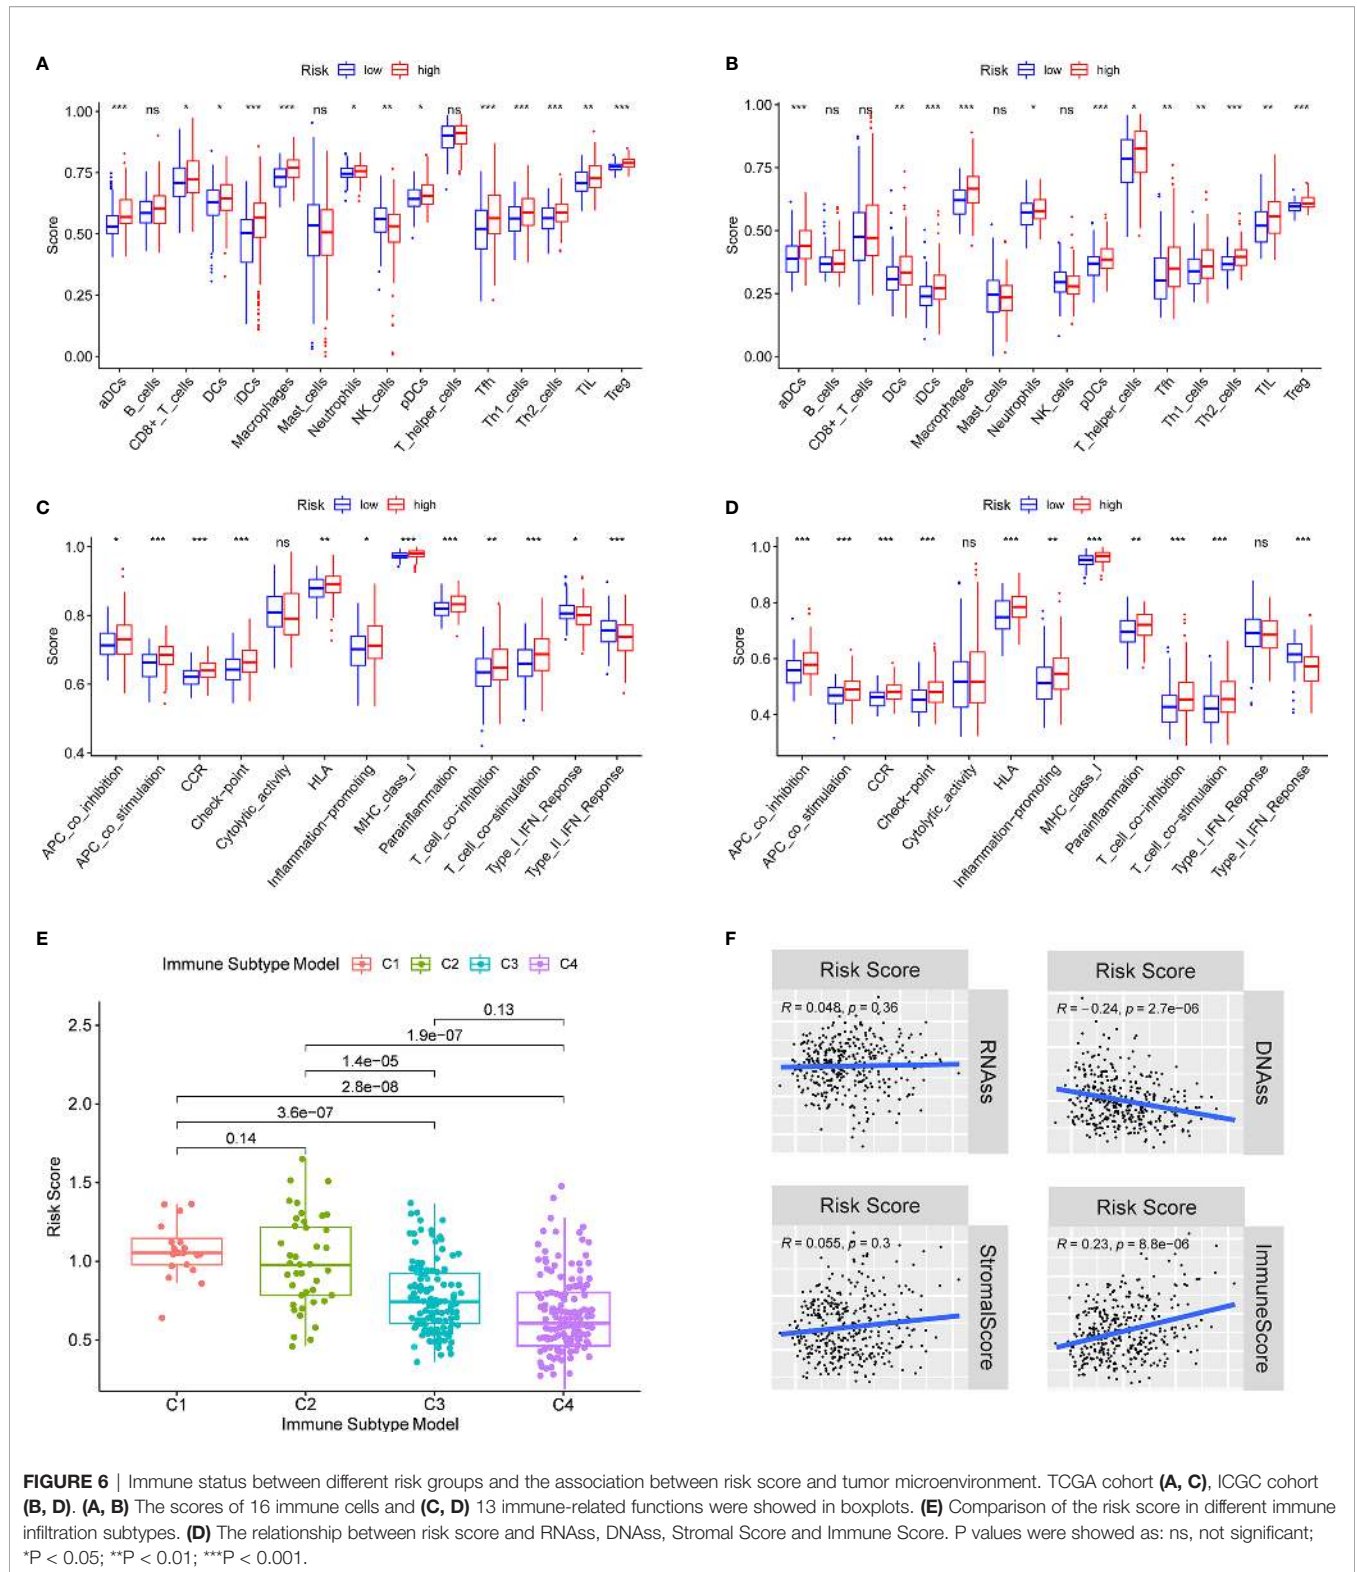 A
Risk low high
*** ns * * *** *** ns * ** * ns *** *** *** ** ***
1.00
0.75
0.50
0.25
0.00
Score
aDCs
B_cells
CD8+_T_cells
DCs
iDCs
Macrophages
Mast_cells
Neutrophils
NK_cells
pDCs
T_helper_cells
Tfh
Th1_cells
Th2_cells
TIL
Treg
B
Risk low high
*** ns ns ** *** *** ns * ns *** * ** ** *** ** ***
1.00
0.75
0.50
0.25
0.00
Score
aDCs
B_cells
CD8+_T_cells
DCs
iDCs
Macrophages
Mast_cells
Neutrophils
NK_cells
pDCs
T_helper_cells
Tfh
Th1_cells
Th2_cells
TIL
Treg
C
Risk low high
* *** *** *** ns ** * *** *** ** *** * ***
1.0
0.8
0.6
0.4
Score
APC_co_inhibition
APC_co_stimulation
CCR
Check-point
Cytolytic_activity
HLA
Inflammation-promoting
MHC_class_I
Parainflammation
T_cell_co-inhibition
T_cell_co-stimulation
Type_I_IFN_Reponse
Type_II_IFN_Reponse
D
Risk low high
*** *** *** *** ns *** ** *** ** *** *** ns ***
1.0
0.8
0.6
0.4
Score
APC_co_inhibition
APC_co_stimulation
CCR
Check-point
Cytolytic_activity
HLA
Inflammation-promoting
MHC_class_I
Parainflammation
T_cell_co-inhibition
T_cell_co-stimulation
Type_I_IFN_Reponse
Type_II_IFN_Reponse
E
Immune Subtype Model C1 C2 C3 C4
0.13
1.9e-07
1.4e-05
2.8e-08
3.6e-07
0.14
2.5
2.0
1.5
1.0
0.5
Risk Score
C1 C2 C3 C4
Immune Subtype Model
F
Risk Score
R = 0.048, p = 0.36
RNAss
Risk Score
R = -0.24, p = 2.7e-06
DNAss
Risk Score
R = 0.055, p = 0.3
StromalScore
Risk Score
R = 0.23, p = 8.8e-06
ImmuneScore
FIGURE 6 | Immune status between different risk groups and the association between risk score and tumor microenvironment. TCGA cohort (A, C), ICGC cohort
(B, D). (A, B) The scores of 16 immune cells and (C, D) 13 immune-related functions were showed in boxplots. (E) Comparison of the risk score in different immune
infiltration subtypes. (D) The relationship between risk score and RNAss, DNAss, Stromal Score and Immune Score. P values were showed as: ns, not significant;
*P < 0.05; **P < 0.01; ***P < 0.001.